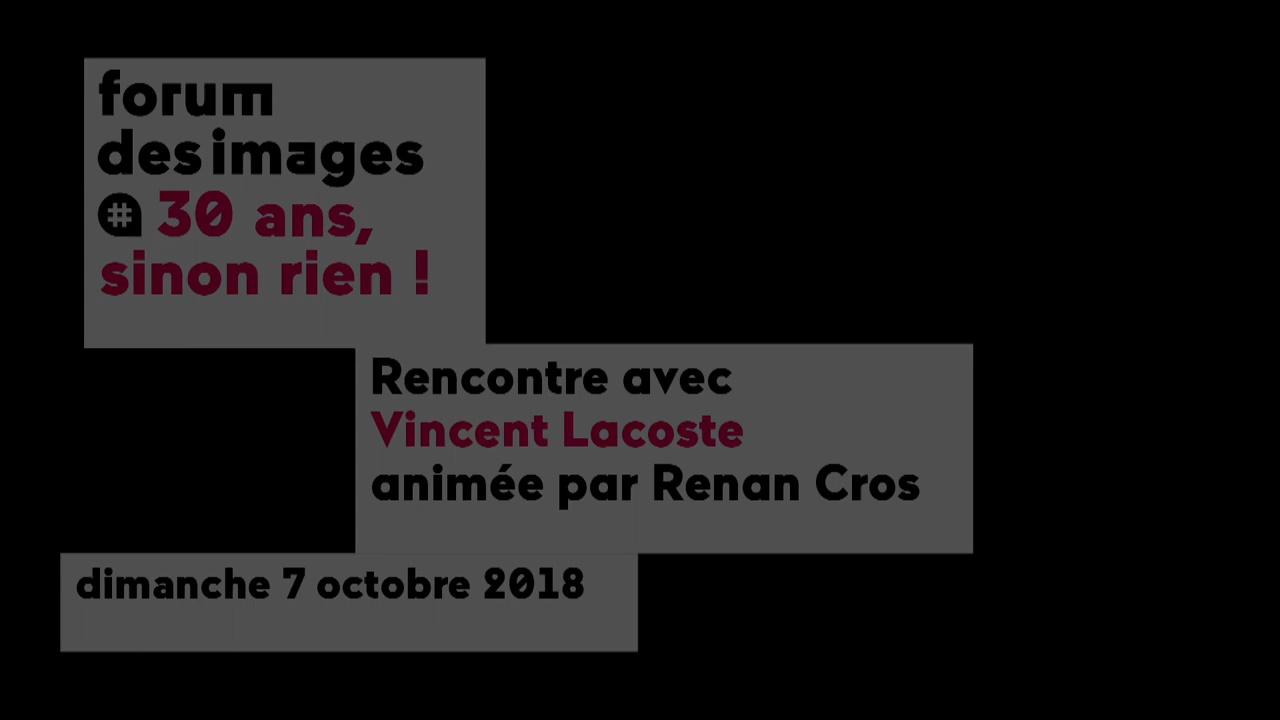 forum
des images
# 30 ans,
sinon rien !
Rencontre avec
Vincent Lacoste
animée par Renan Cros
dimanche 7 octobre 2018